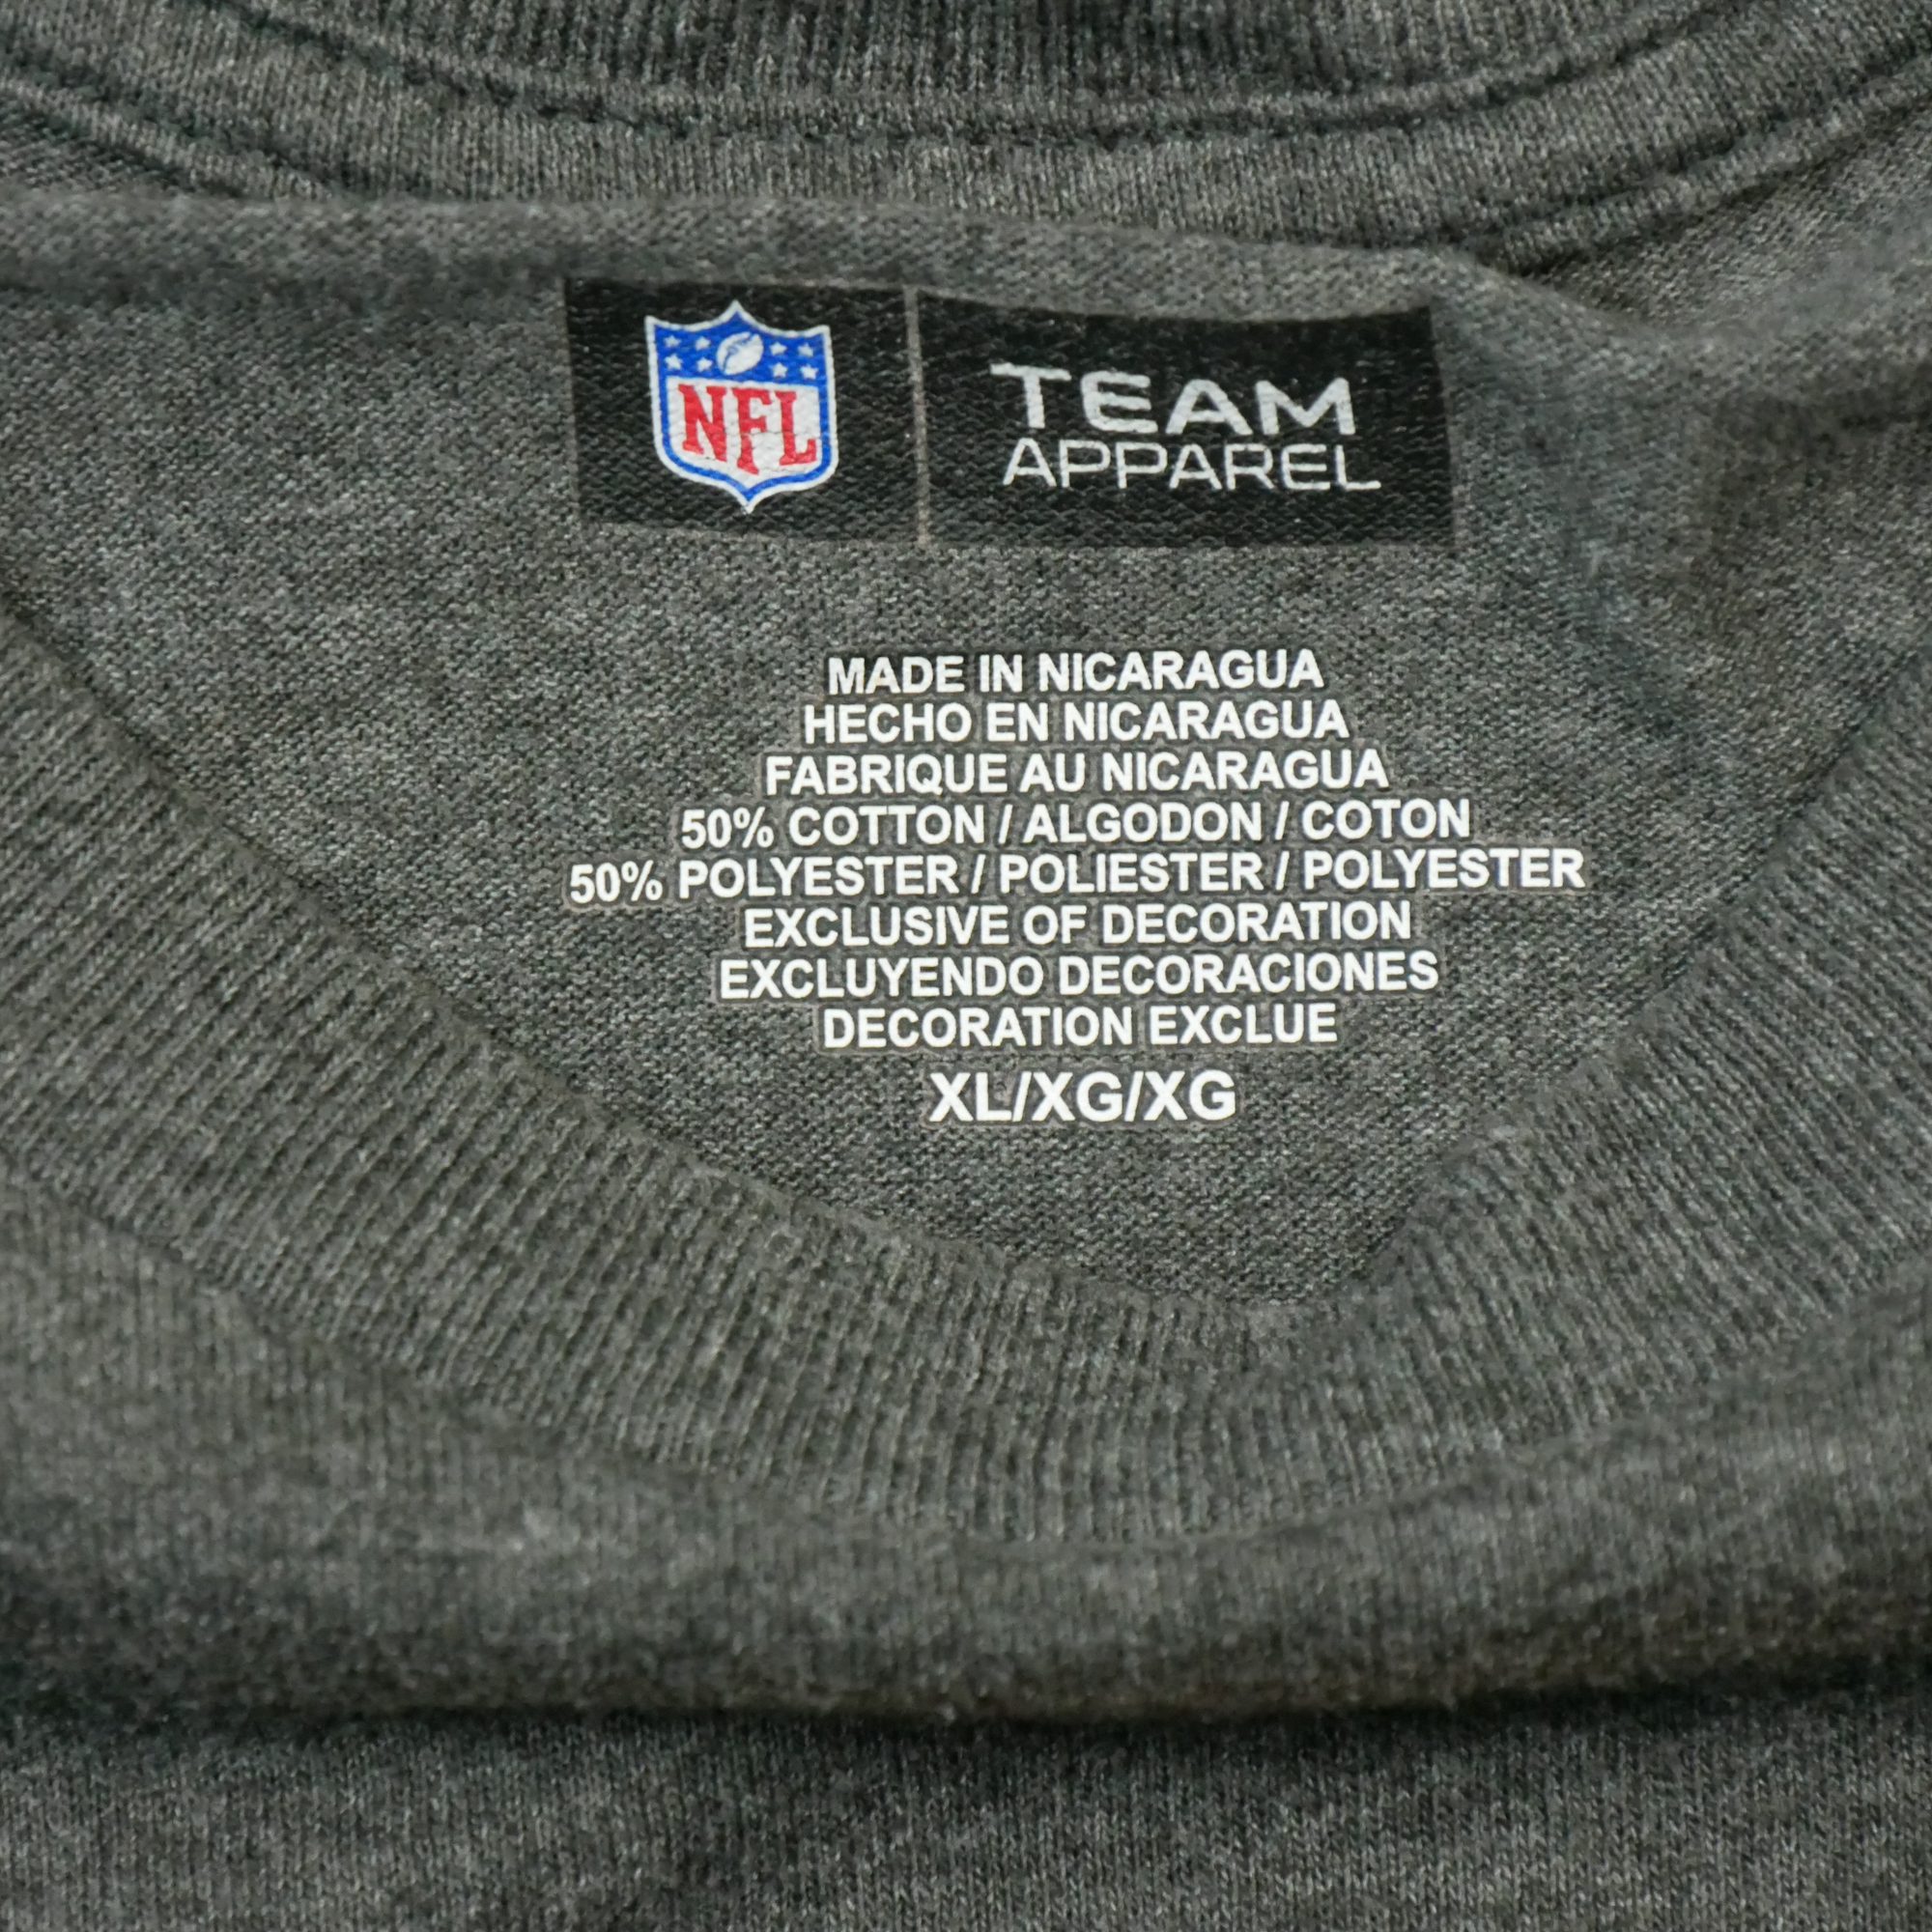 NFL
TEAM
APPAREL
MADE IN NICARAGUA
HECHO EN NICARAGUA
FABRIQUE AU NICARAGUA
50% COTTON / ALGODON / COTON
50% POLYESTER / POLIESTER / POLYESTER
EXCLUSIVE OF DECORATION
EXCLUYENDO DECORACIONES
DECORATION EXCLUE
XL/XG/XG